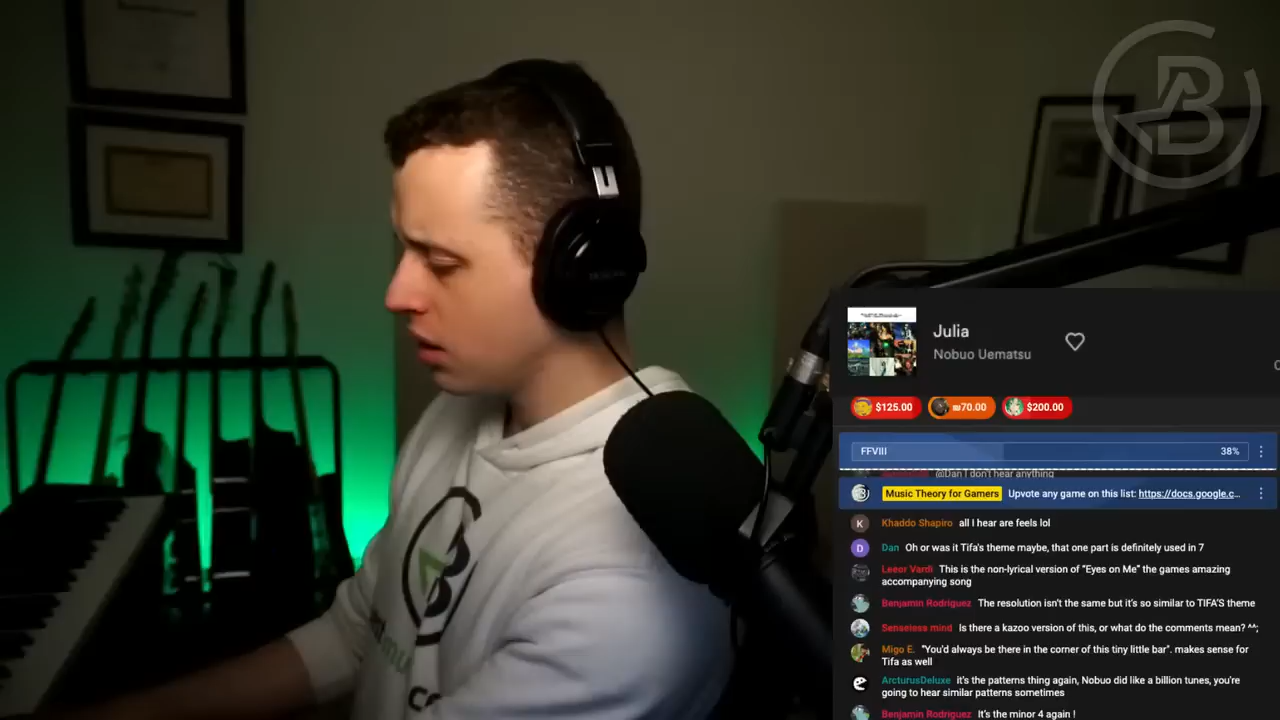 Julia
Nobuo Uematsu
$125.00 ₪70.00 $200.00
FFVIII 38%
@Dan I don't hear anything
Music Theory for Gamers Upvote any game on this list: https://docs.google.c...
Khaddo Shapiro all I hear are feels lol
Dan Oh or was it Tifa's theme maybe, that one part is definitely used in 7
Leeor Vardi This is the non-lyrical version of "Eyes on Me" the games amazing
accompanying song
Benjamin Rodriguez The resolution isn't the same but it's so similar to TIFA'S theme
Senseless mind Is there a kazoo version of this, or what do the comments mean? ^^;
Migo E. "You'd always be there in the corner of this tiny little bar". makes sense for
Tifa as well
ArcturusDeluxe it's the patterns thing again, Nobuo did like a billion tunes, you're
going to hear similar patterns sometimes
Benjamin Rodriguez It's the minor 4 again !